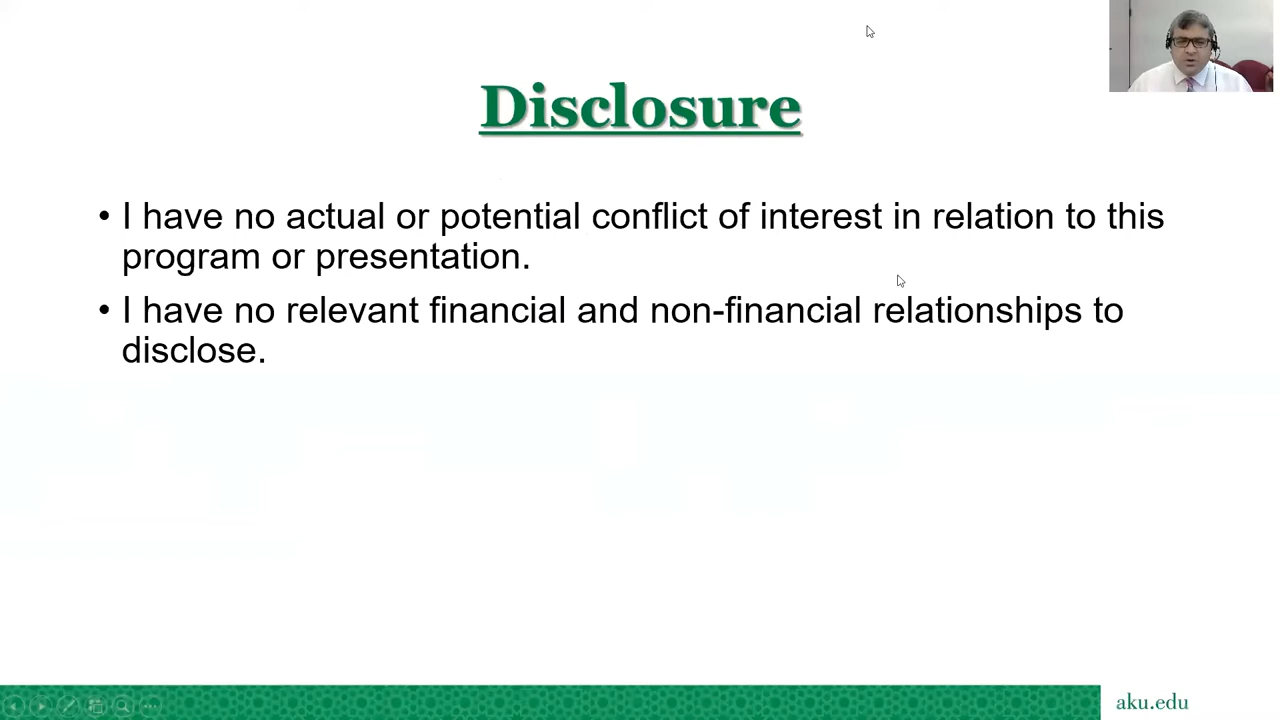 Disclosure
• I have no actual or potential conflict of interest in relation to this
program or presentation.
• I have no relevant financial and non-financial relationships to
disclose.
aku.edu